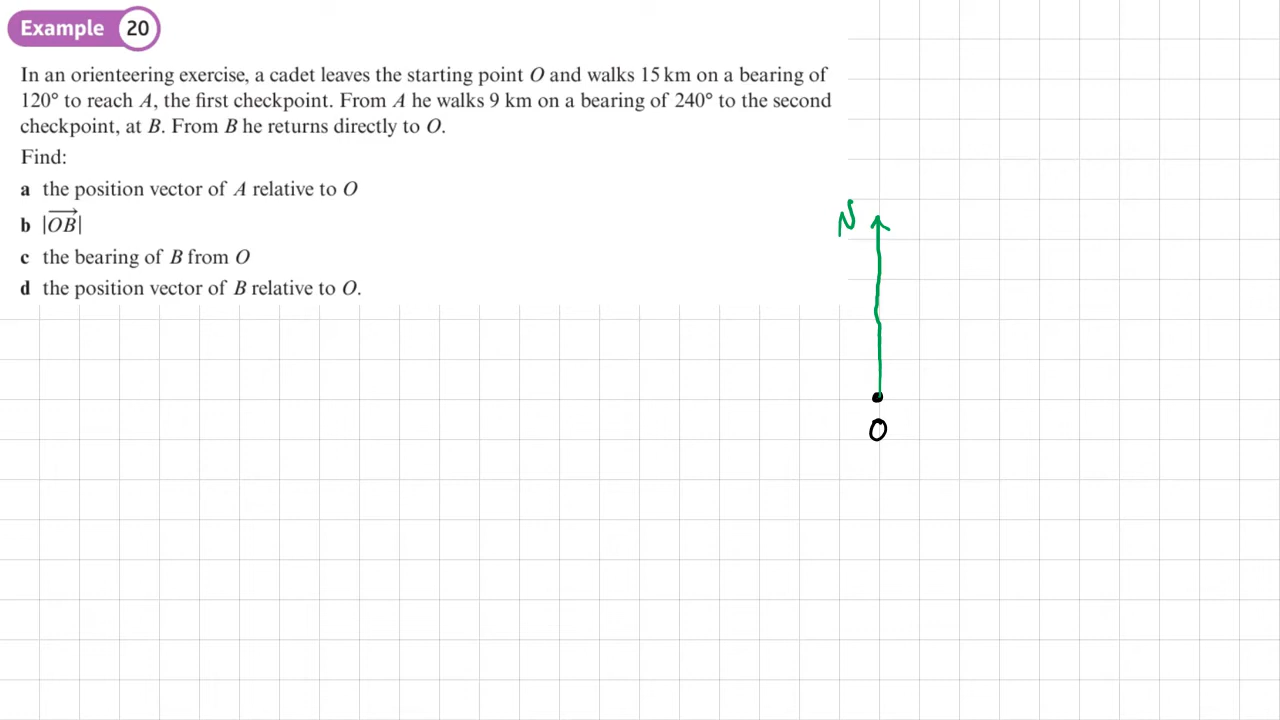 Example 20
In an orienteering exercise, a cadet leaves the starting point O and walks 15 km on a bearing of
120° to reach A, the first checkpoint. From A he walks 9 km on a bearing of 240° to the second
checkpoint, at B. From B he returns directly to O.
Find:
a the position vector of A relative to O
b |$\overrightarrow{OB}$|
c the bearing of B from O
d the position vector of B relative to O.
N
O